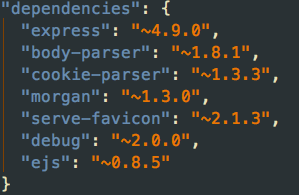 "dependencies": {
"express": "~4.9.0",
"body-parser": "~1.8.1",
"cookie-parser": "~1.3.3",
"morgan": "~1.3.0",
"serve-favicon": "~2.1.3",
"debug": "~2.0.0",
"ejs": "~0.8.5"
}